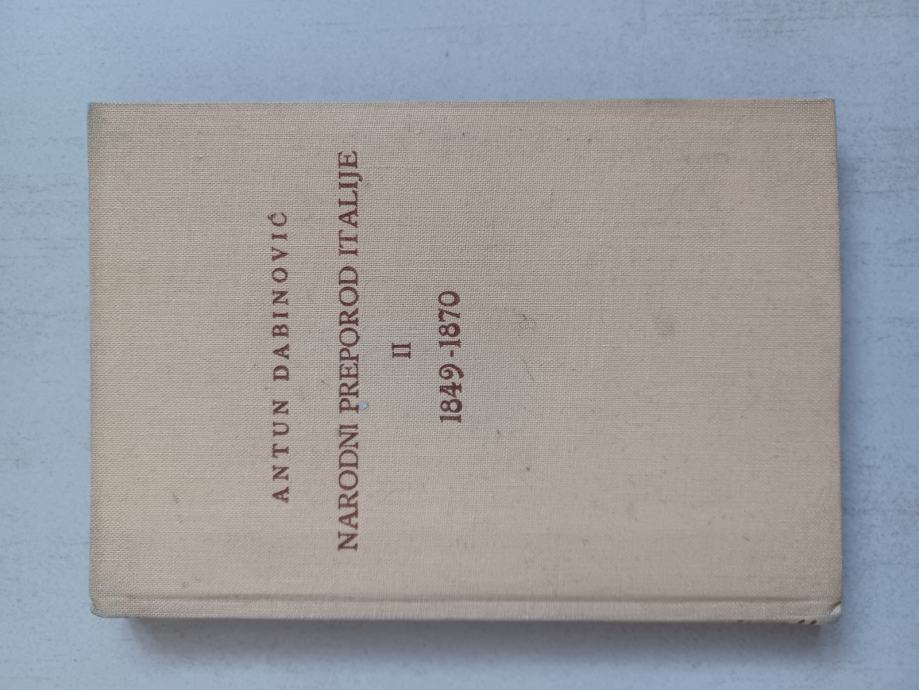 ANTUN DABINOVIĆ
NARODNI PREPOROD ITALIJE
II
1849-1870